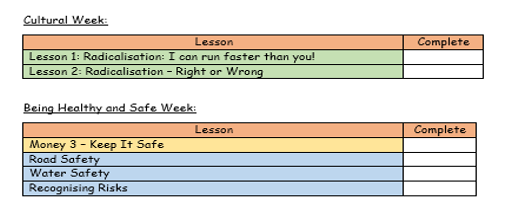 Cultural Week:
Lesson Complete
Lesson 1: Radicalisation: I can run faster than you!
Lesson 2: Radicalisation – Right or Wrong
Being Healthy and Safe Week:
Lesson Complete
Money 3 – Keep It Safe
Road Safety
Water Safety
Recognising Risks